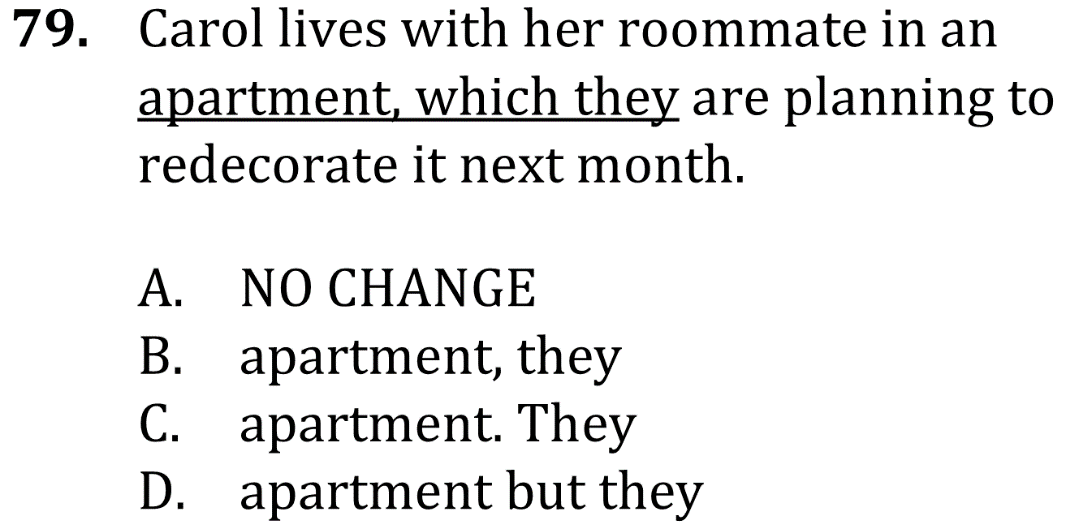 79. Carol lives with her roommate in an
apartment, which they are planning to
redecorate it next month.
A. NO CHANGE
B. apartment, they
C. apartment. They
D. apartment but they